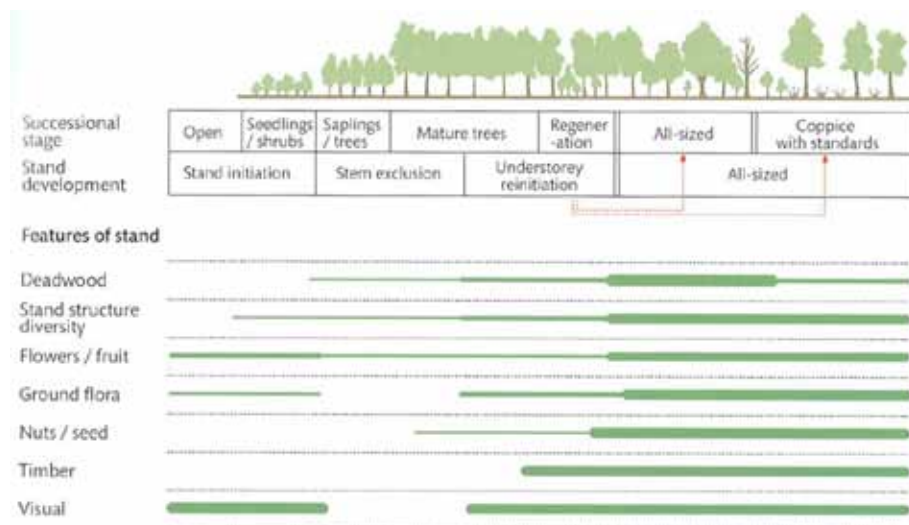 Successional
stage
Open
Seedlings
/ shrubs
Saplings
/ trees
Mature trees
Regener
-ation
All-sized
Coppice
with standards
Stand
development
Stand initiation
Stem exclusion
Understorey
reinitiation
All-sized
Features of stand
Deadwood
Stand structure
diversity
Flowers / fruit
Ground flora
Nuts / seed
Timber
Visual